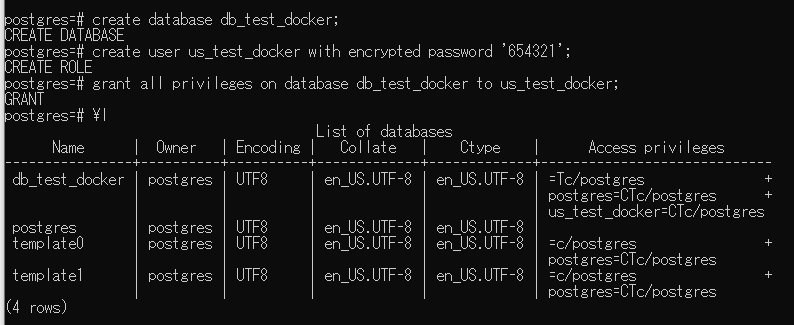 postgres=# create database db_test_docker;
CREATE DATABASE
postgres=# create user us_test_docker with encrypted password '654321';
CREATE ROLE
postgres=# grant all privileges on database db_test_docker to us_test_docker;
GRANT
postgres=# ¥l
List of databases
Name | Owner | Encoding | Collate | Ctype | Access privileges
----------------+----------+----------+-------------+-------------+-----------------------------
db_test_docker | postgres | UTF8 | en_US.UTF-8 | en_US.UTF-8 | =Tc/postgres +
| | | | | postgres=CTc/postgres +
| | | | | us_test_docker=CTc/postgres
postgres | postgres | UTF8 | en_US.UTF-8 | en_US.UTF-8 |
template0 | postgres | UTF8 | en_US.UTF-8 | en_US.UTF-8 | =c/postgres +
| | | | | postgres=CTc/postgres
template1 | postgres | UTF8 | en_US.UTF-8 | en_US.UTF-8 | =c/postgres +
| | | | | postgres=CTc/postgres
(4 rows)